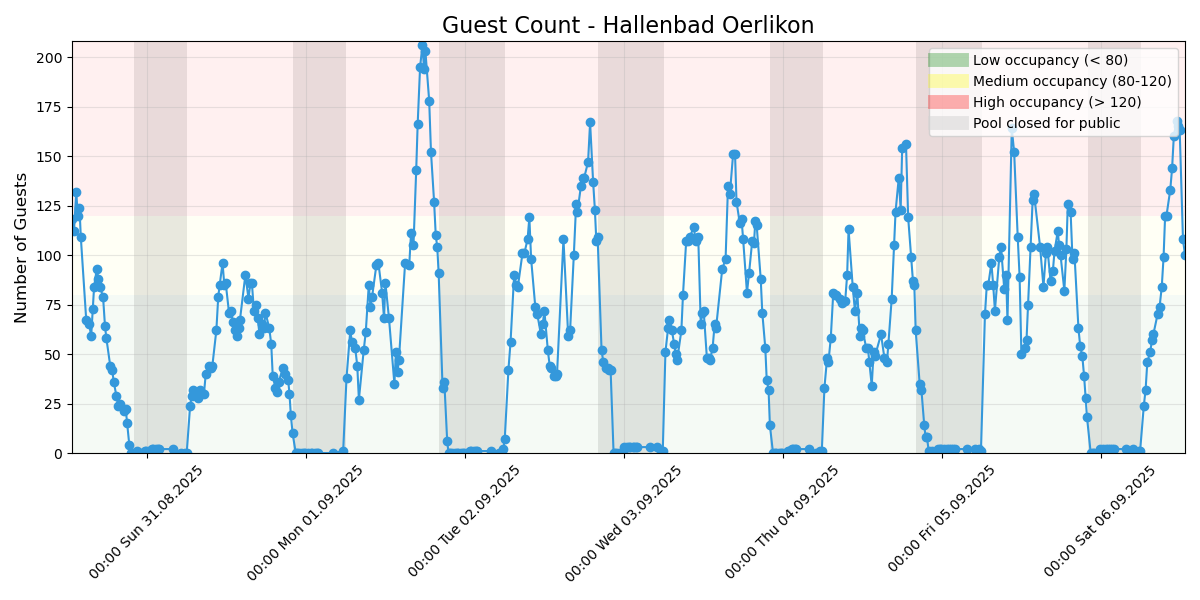 Guest Count - Hallenbad Oerlikon
Number of Guests
200
175
150
125
100
75
50
25
0
Low occupancy (< 80)
Medium occupancy (80-120)
High occupancy (> 120)
Pool closed for public
00:00 Sun 31.08.2025
00:00 Mon 01.09.2025
00:00 Tue 02.09.2025
00:00 Wed 03.09.2025
00:00 Thu 04.09.2025
00:00 Fri 05.09.2025
00:00 Sat 06.09.2025